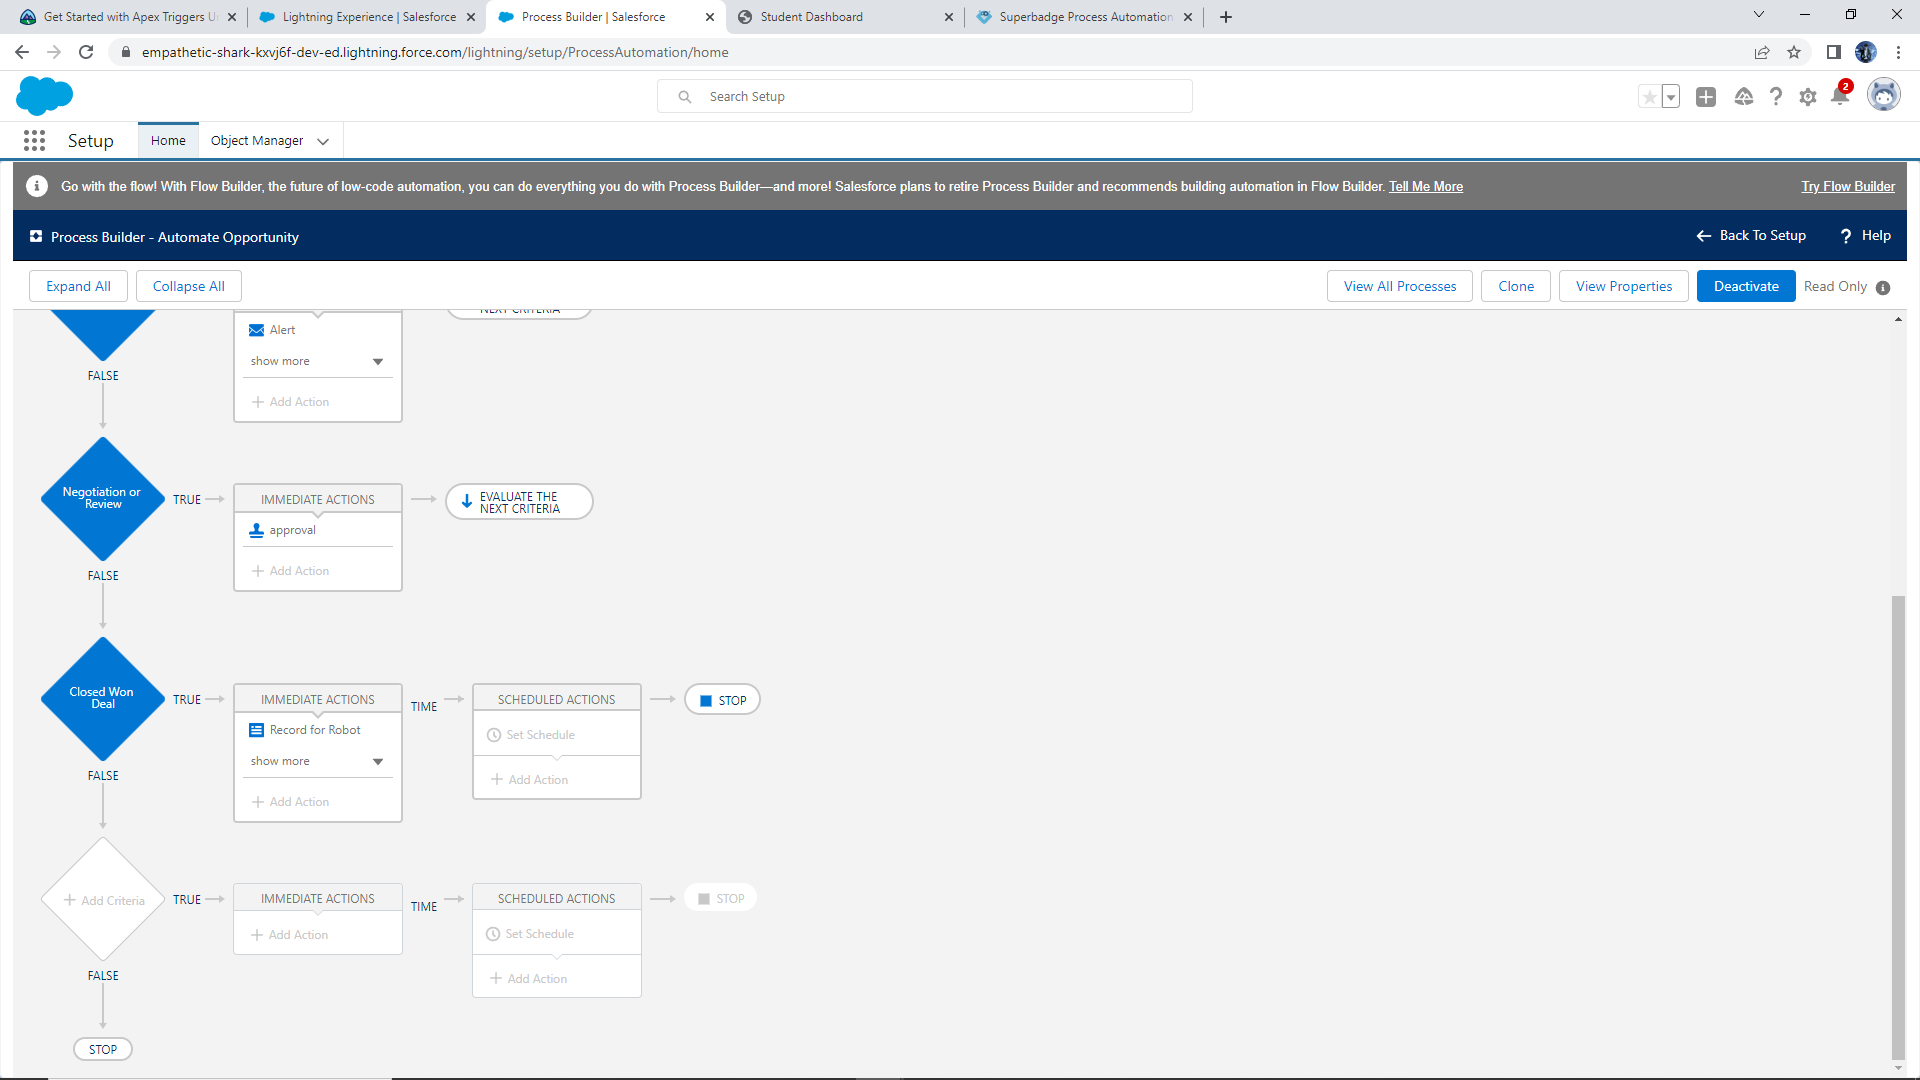 Get Started with Apex Triggers U
Lightning Experience | Salesforce
Process Builder | Salesforce
Student Dashboard
Superbadge Process Automation
empathetic-shark-kxvj6f-dev-ed.lightning.force.com/lightning/setup/ProcessAutomation/home
Search Setup
2
Setup
Home
Object Manager
Go with the flow! With Flow Builder, the future of low-code automation, you can do everything you do with Process Builder—and more! Salesforce plans to retire Process Builder and recommends building automation in Flow Builder. Tell Me More
Try Flow Builder
Process Builder - Automate Opportunity
Back To Setup
? Help
Expand All
Collapse All
View All Processes
Clone
View Properties
Deactivate
Read Only
NEXT CRITERIA
Alert
show more
Add Action
FALSE
Negotiation or
Review
TRUE
IMMEDIATE ACTIONS
approval
Add Action
EVALUATE THE
NEXT CRITERIA
FALSE
Closed Won
Deal
TRUE
IMMEDIATE ACTIONS
Record for Robot
show more
Add Action
TIME
SCHEDULED ACTIONS
Set Schedule
Add Action
STOP
FALSE
Add Criteria
TRUE
IMMEDIATE ACTIONS
Add Action
TIME
SCHEDULED ACTIONS
Set Schedule
Add Action
STOP
FALSE
STOP